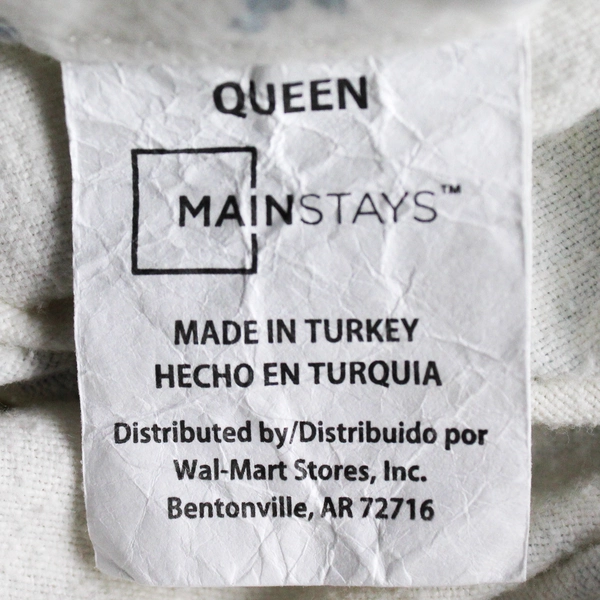 QUEEN
MAINSTAYS™
MADE IN TURKEY
HECHO EN TURQUIA
Distributed by/Distribuido por
Wal-Mart Stores, Inc.
Bentonville, AR 72716